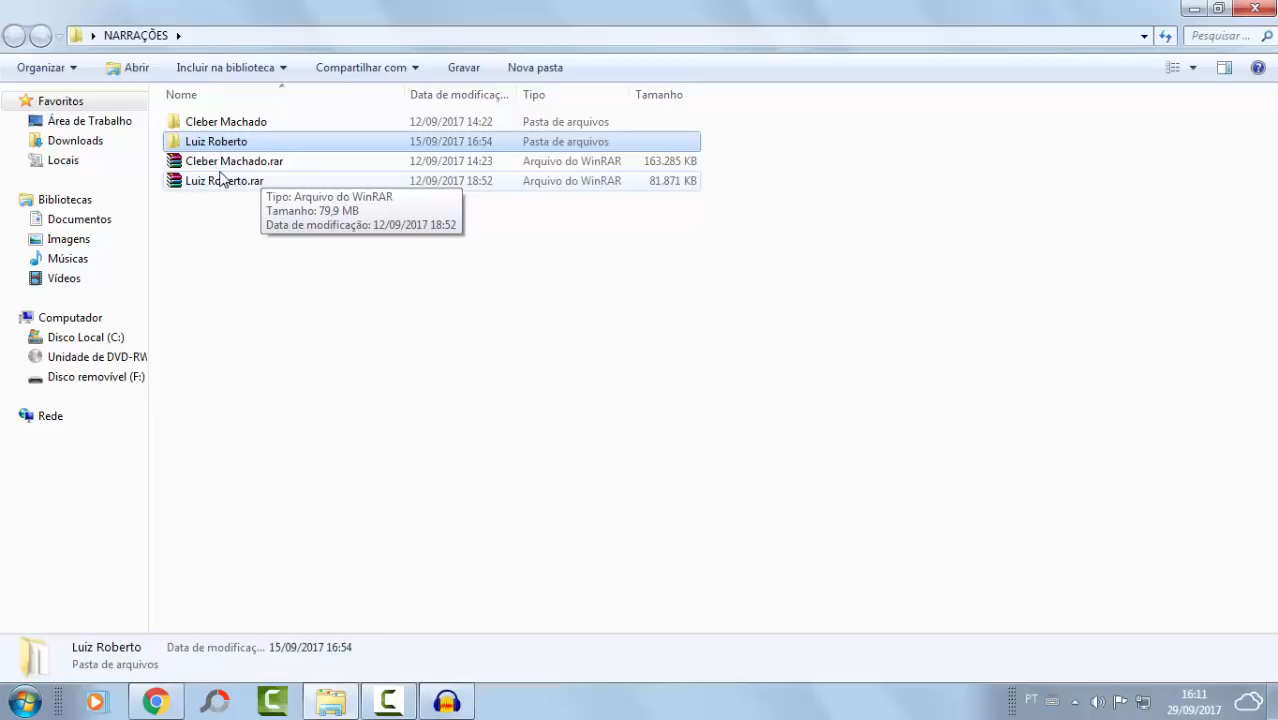 NARRAÇÕES
Pesquisar ...
Organizar Abrir Incluir na biblioteca Compartilhar com Gravar Nova pasta
Nome Data de modificaç... Tipo Tamanho
Favoritos
Área de Trabalho
Downloads
Locais
Bibliotecas
Documentos
Imagens
Músicas
Vídeos
Computador
Disco Local (C:)
Unidade de DVD-RW
Disco removível (F:)
Rede
Cleber Machado 12/09/2017 14:22 Pasta de arquivos
Luiz Roberto 15/09/2017 16:54 Pasta de arquivos
Cleber Machado.rar 12/09/2017 14:23 Arquivo do WinRAR 163.285 KB
Luiz Roberto.rar 12/09/2017 18:52 Arquivo do WinRAR 81.871 KB
Tipo: Arquivo do WinRAR
Tamanho: 79,9 MB
Data de modificação: 12/09/2017 18:52
Luiz Roberto Data de modificaç... 15/09/2017 16:54
Pasta de arquivos
PT
16:11
29/09/2017